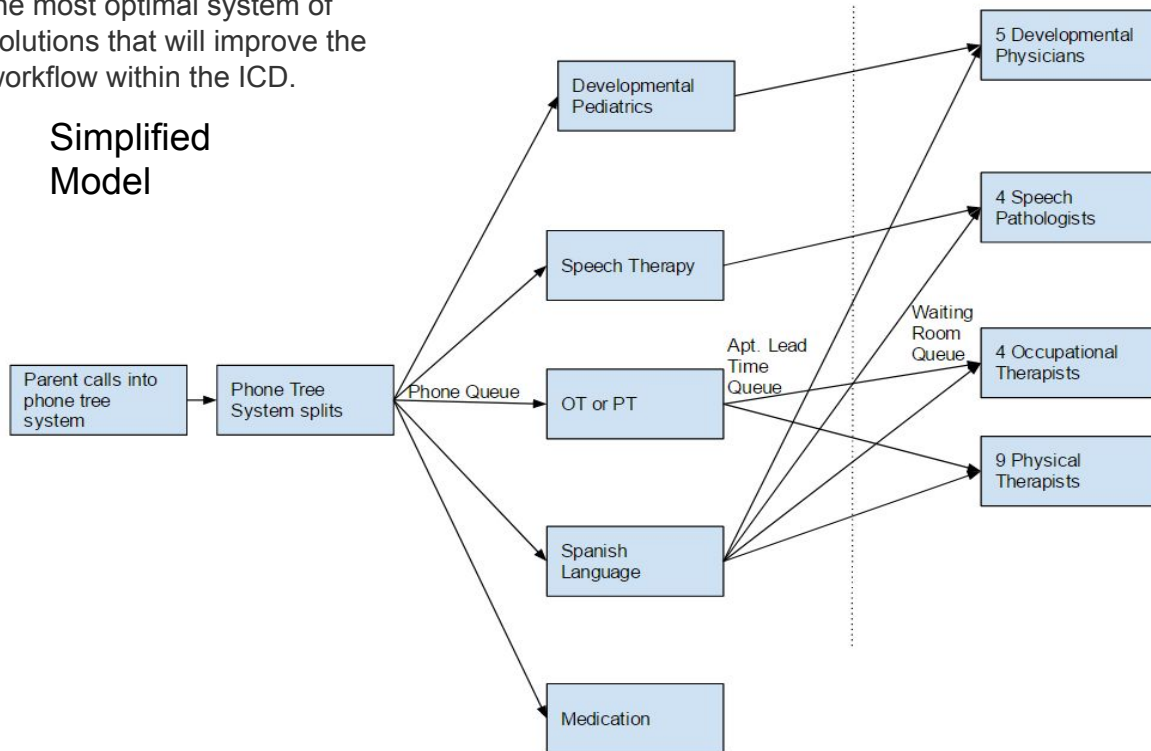 he most optimal system of
olutions that will improve the
workflow within the ICD.
Simplified
Model
Parent calls into
phone tree
system
Phone Tree
System splits
Phone Queue
Developmental
Pediatrics
Speech Therapy
OT or PT
Spanish
Language
Medication
Apt. Lead
Time
Queue
Waiting
Room
Queue
5 Developmental
Physicians
4 Speech
Pathologists
4 Occupational
Therapists
9 Physical
Therapists